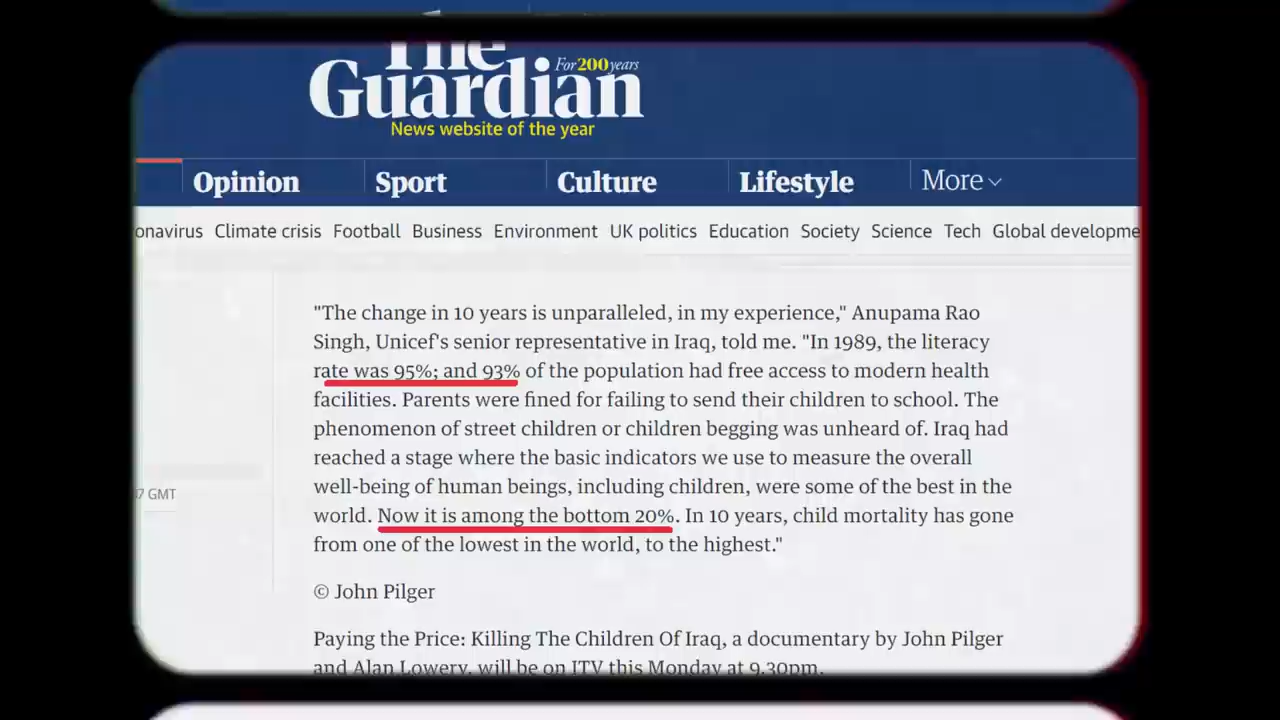 The
Guardian
For 200 years
News website of the year
Opinion
Sport
Culture
Lifestyle
More
Climate crisis Football Business Environment UK politics Education Society Science Tech Global
"The change in 10 years is unparalleled, in my experience," Anupama Rao
Singh, Unicef's senior representative in Iraq, told me. "In 1989, the literacy
rate was 95%; and 93% of the population had free access to modern health
facilities. Parents were fined for failing to send their children to school. The
phenomenon of street children or children begging was unheard of. Iraq had
reached a stage where the basic indicators we use to measure the overall
well-being of human beings, including children, were some of the best in the
7 GMT
world. Now it is among the bottom 20%. In 10 years, child mortality has gone
from one of the lowest in the world, to the highest."
© John Pilger
Paying the Price: Killing The Children Of Iraq, a documentary by John Pilger
and Alan Lowery, will be on ITV this Monday at 9.30pm.